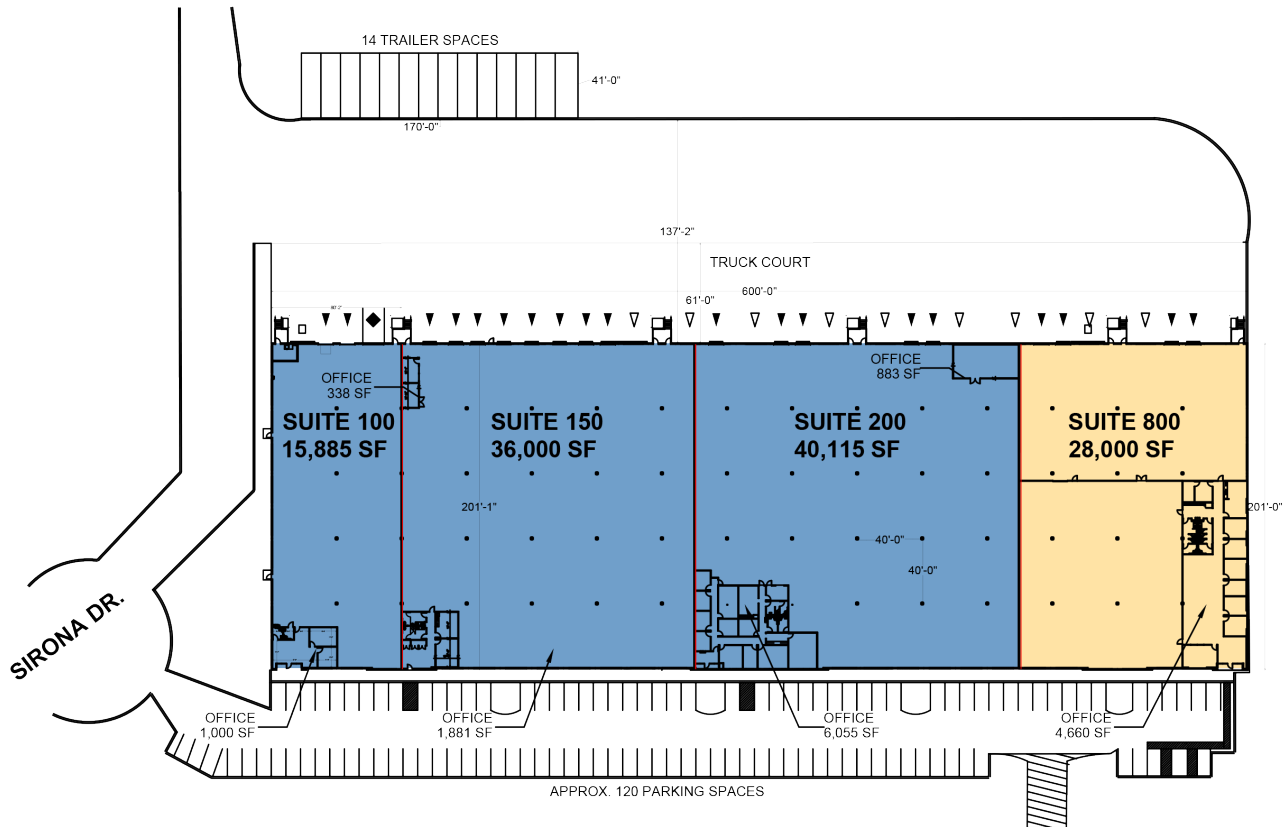 14 TRAILER SPACES
41'-0"
170'-0"
137'-2"
TRUCK COURT
61'-0"
600'-0"
OFFICE
338 SF
OFFICE
883 SF
SUITE 100
15,885 SF
SUITE 150
36,000 SF
SUITE 200
40,115 SF
SUITE 800
28,000 SF
201'-1"
201'-0"
40'-0"
40'-0"
SIRONA DR.
OFFICE
1,000 SF
OFFICE
1,881 SF
OFFICE
6,055 SF
OFFICE
4,660 SF
APPROX. 120 PARKING SPACES